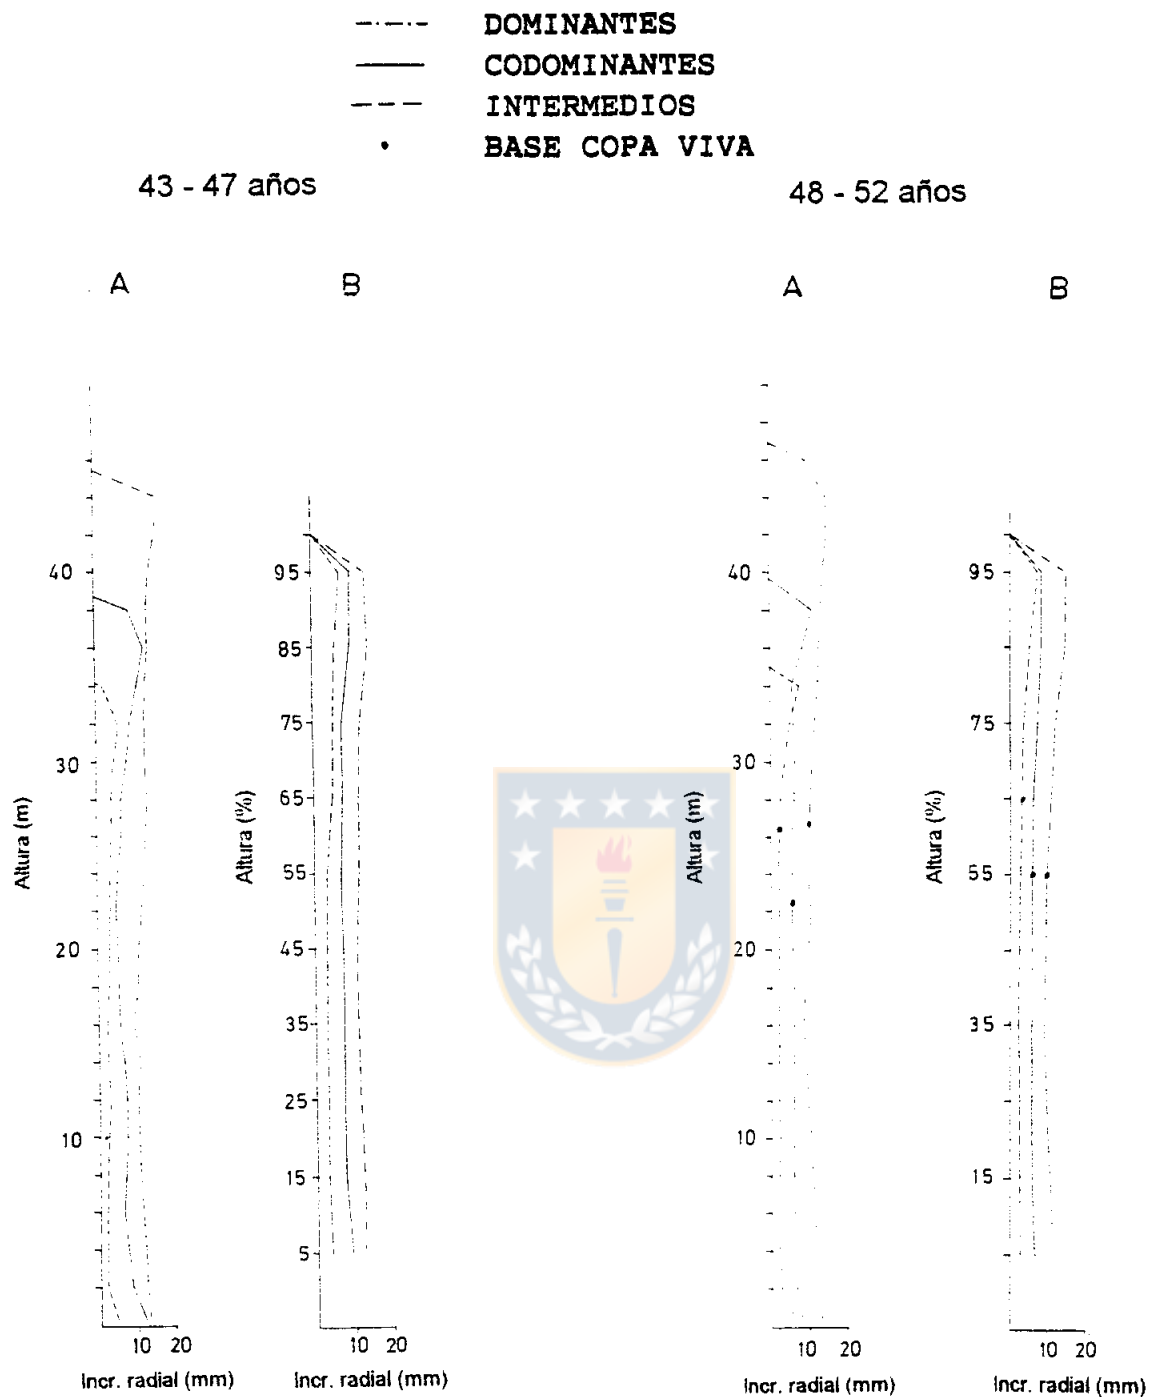 DOMINANTES
CODOMINANTES
INTERMEDIOS
BASE COPA VIVA
43 - 47 años
48 - 52 años
A
B
A
B
Altura (m)
40
30
20
10
10 20
Incr. radial (mm)
Altura (%)
95
85
75
65
55
45
35
25
15
5
10 20
Incr. radial (mm)
Altura (m)
40
30
20
10
10 20
Incr. radial (mm)
Altura (%)
95
75
55
35
15
10 20
Incr. radial (mm)